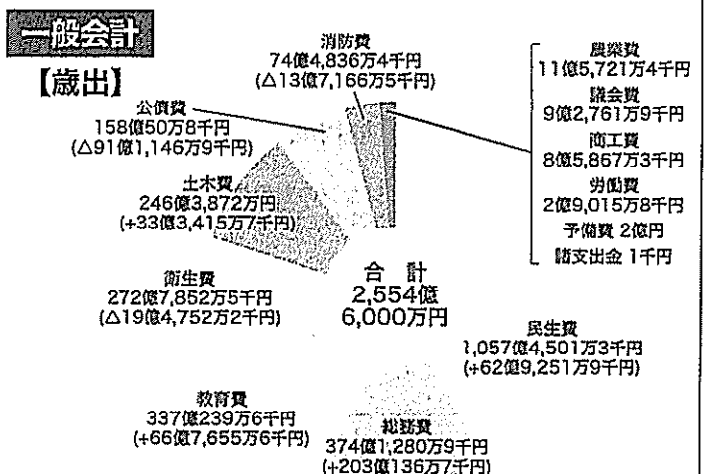 一般会計
【歳出】
消防費
74億4,836万4千円
(△13億7,166万5千円)
公債費
158億50万8千円
(△91億1,146万9千円)
土木費
246億3,872万円
(+33億3,415万7千円)
衛生費
272億7,852万5千円
(△19億4,752万2千円)
教育費
337億239万6千円
(+66億7,655万6千円)
総務費
374億1,280万9千円
(+203億136万7千円)
民生費
1,057億4,501万3千円
(+62億9,251万9千円)
合 計
2,554億
6,000万円
農業費
11億5,721万4千円
議会費
9億2,761万9千円
商工費
8億5,867万3千円
労働費
2億9,015万8千円
予備費 2億円
諸支出金 1千円